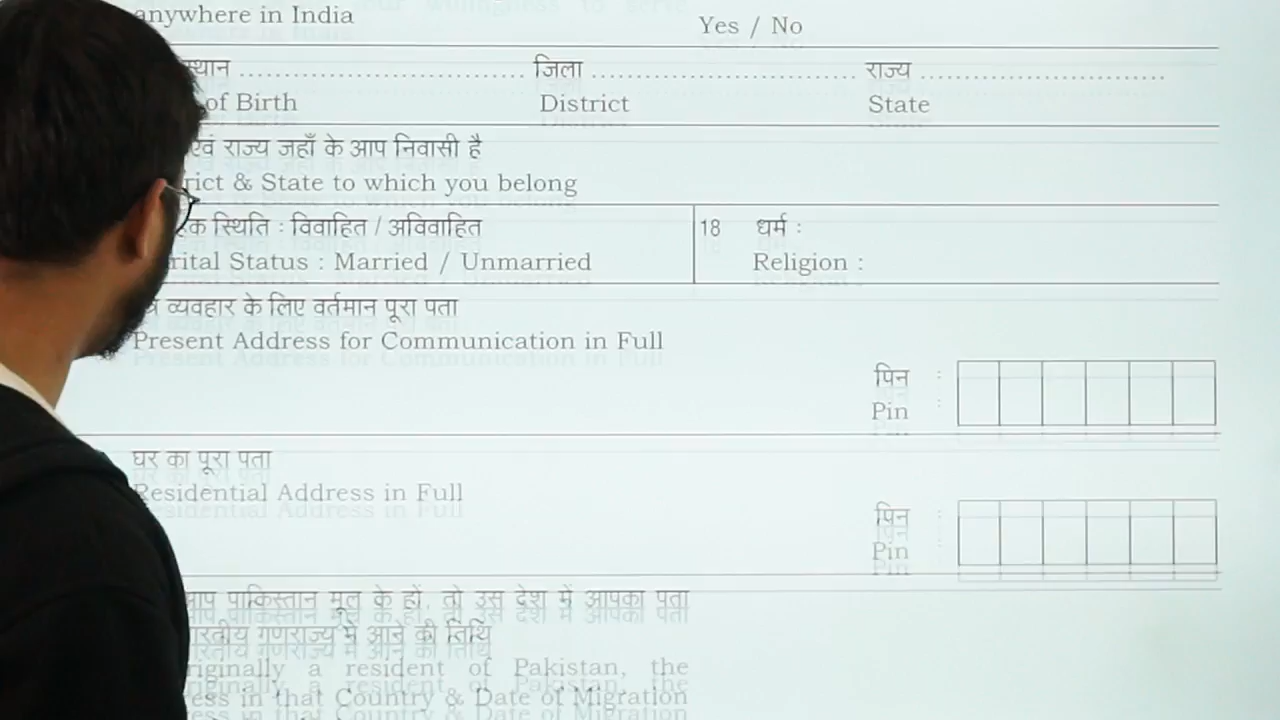 anywhere in India
Yes / No
स्थान ........................................ जिला ..................................... राज्य ...................................
of Birth District State
एवं राज्य जहाँ के आप निवासी है
rict & State to which you belong
क स्थिति : विवाहित / अविवाहित 18 धर्म :
rital Status : Married / Unmarried Religion :
व्यवहार के लिए वर्तमान पूरा पता
Present Address for Communication in Full
पिन :
Pin :
घर का पूरा पता
Residential Address in Full
पिन :
Pin :
आप पाकिस्तान मूल के हों, तो उस देश में आपका पता
रतीय गणराज्य में आने की तिथि
riginally a resident of Pakistan, the
ess in that Country & Date of Migration